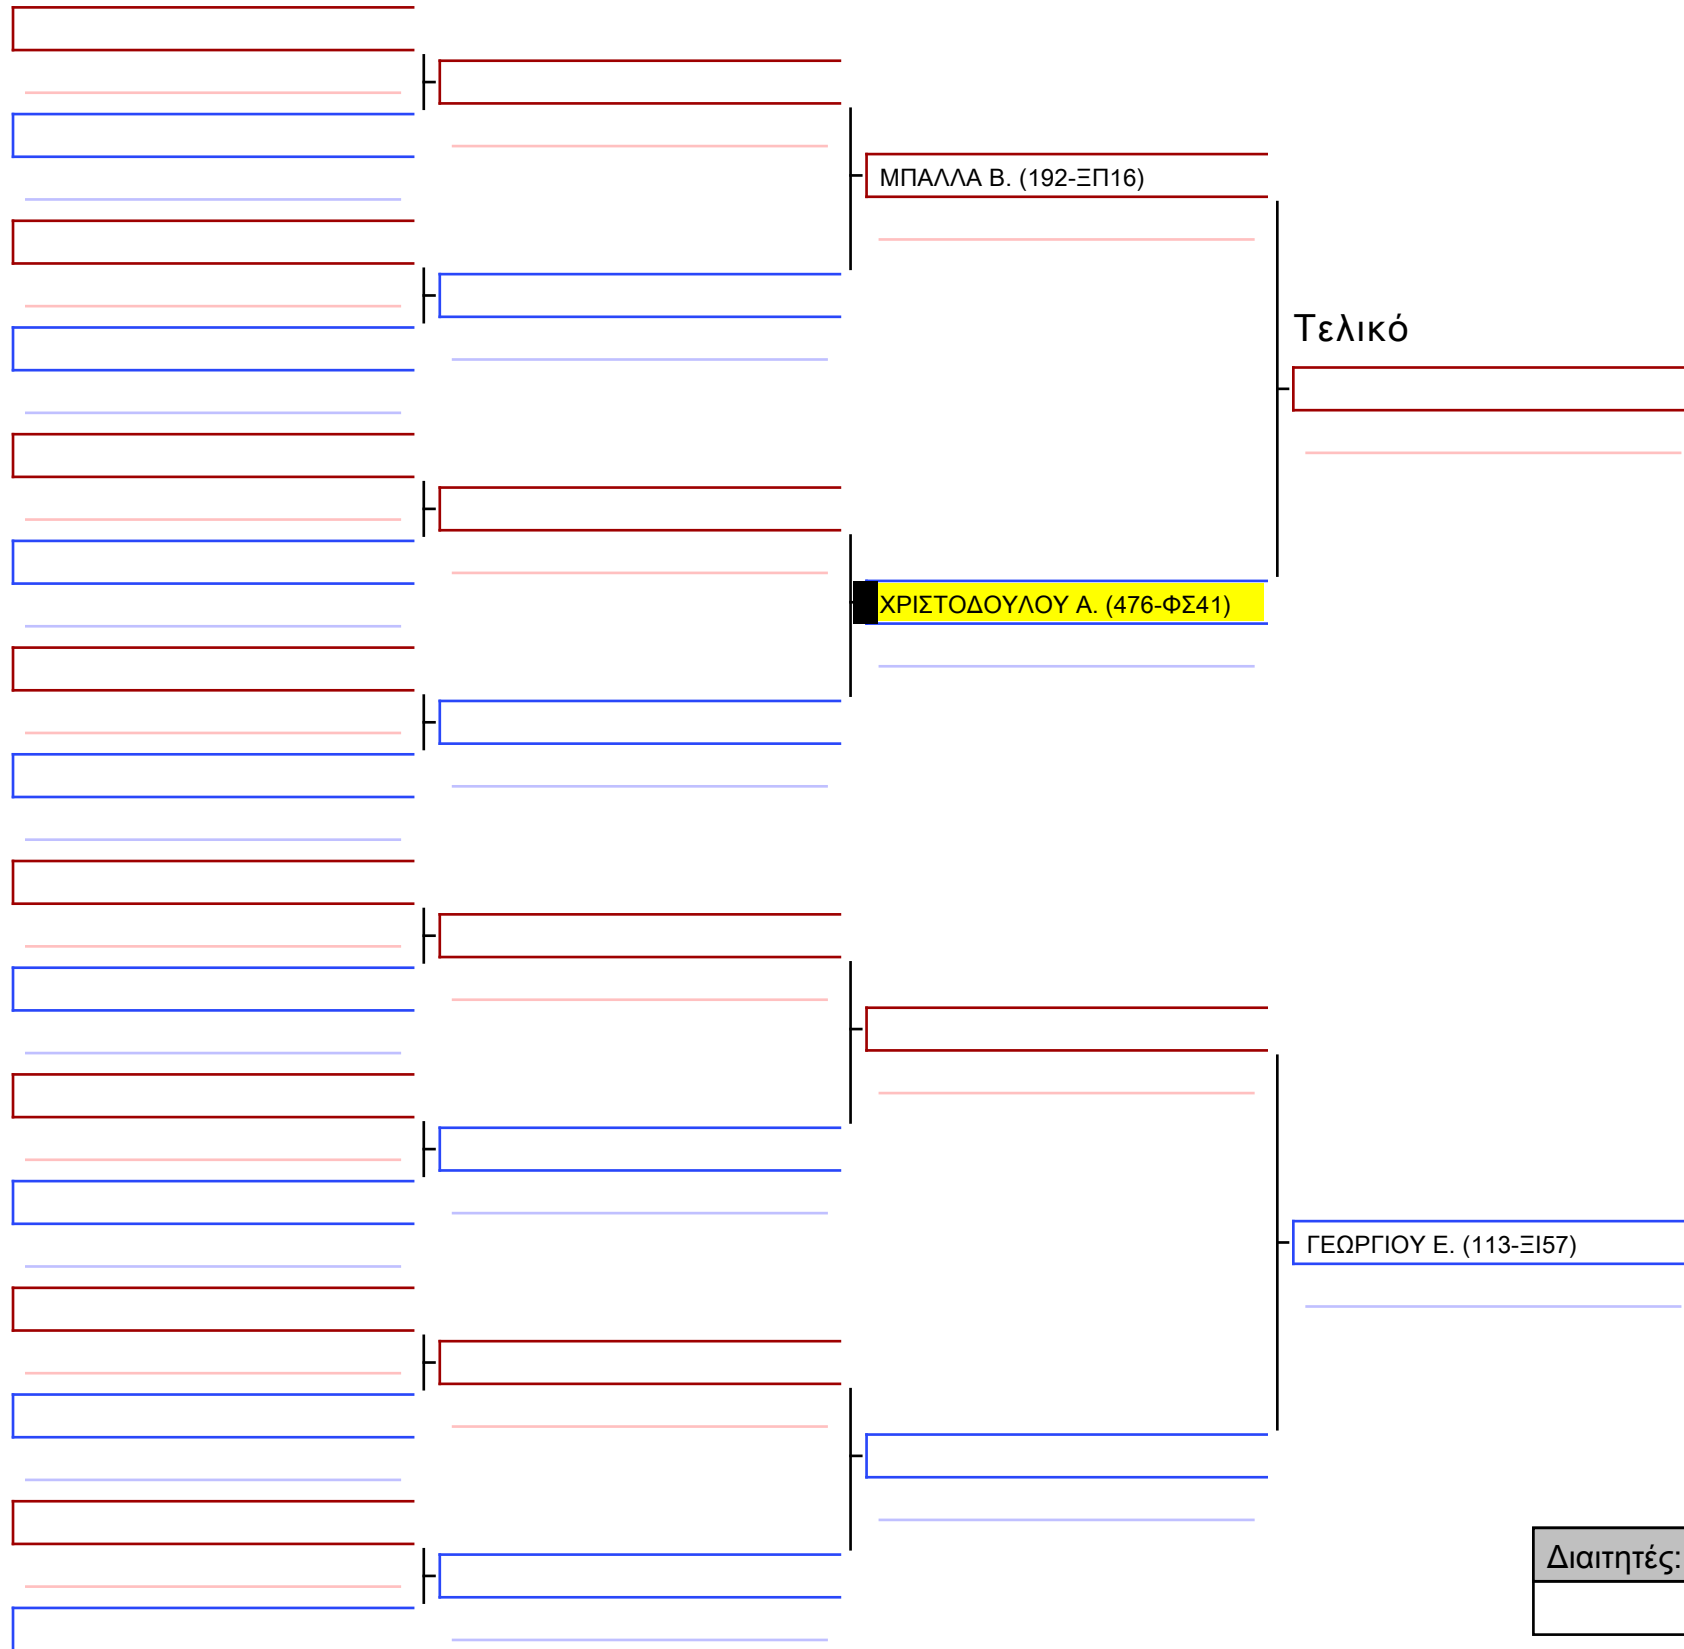 ΜΠΑΛΛΑ Β. (192-ΞΠ16)
Τελικό
ΧΡΙΣΤΟΔΟΥΛΟΥ Α. (476-ΦΣ41)
ΓΕΩΡΓΙΟΥ Ε. (113-ΞΙ57)
Διαιτητές: